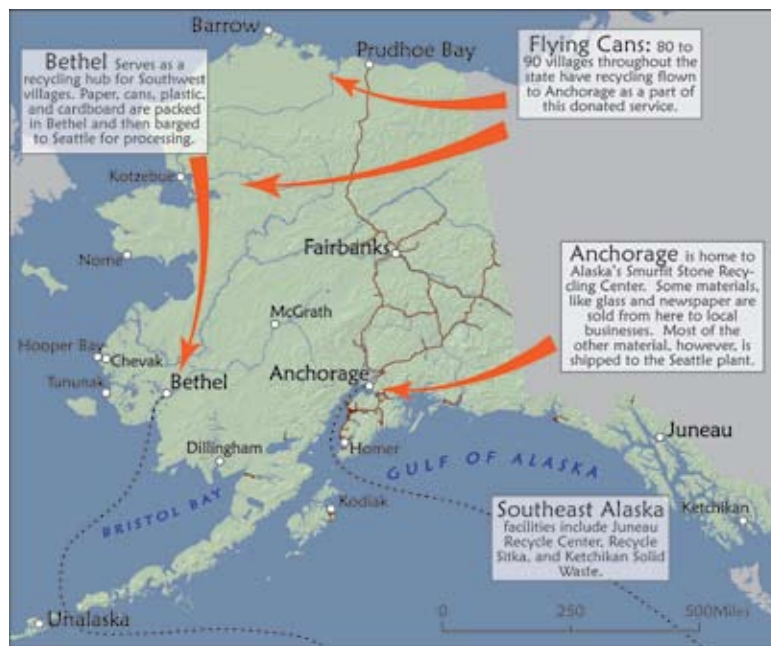 Barrow
Prudhoe Bay
Bethel Serves as a
recycling hub for Southwest
villages. Paper, cans, plastic,
and cardboard are packed
in Bethel and then barged
to Seattle for processing.
Flying Cans: 80 to
90 villages throughout the
state have recycling flown
to Anchorage as a part of
this donated service.
Kotzebue
Nome
Fairbanks
Anchorage is home to
Alaska's Smurfit Stone Recy-
cling Center. Some materials,
like glass and newspaper are
sold from here to local
businesses. Most of the
other material, however, is
shipped to the Seattle plant.
McGrath
Hooper Bay
Chevak
Tununak
Bethel
Anchorage
Dillingham
Homer
Juneau
GULF OF ALASKA
BRISTOL BAY
Kodiak
Ketchikan
Southeast Alaska
facilities include Juneau
Recycle Center, Recycle
Sitka, and Ketchikan Solid
Waste.
Unalaska
0 250 500Miles